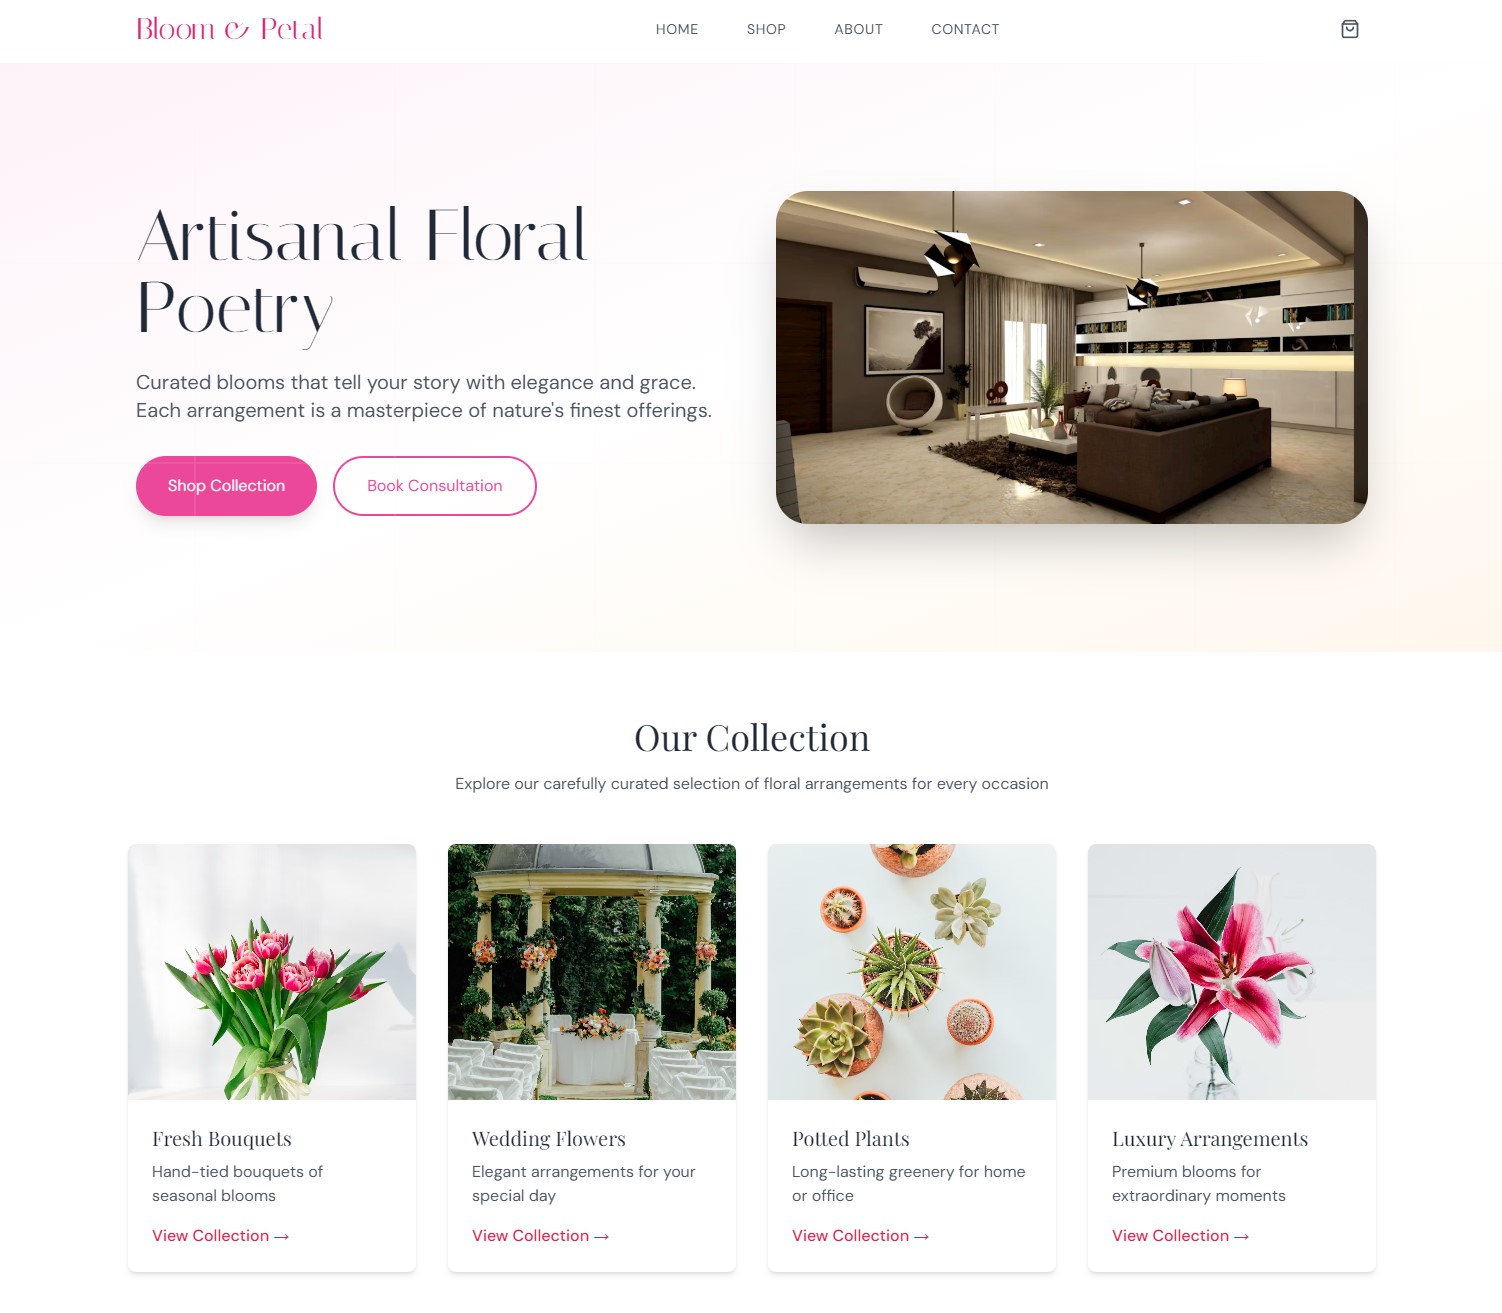 Bloom & Petal
HOME
SHOP
ABOUT
CONTACT
Artisanal Floral
Poetry
Curated blooms that tell your story with elegance and grace.
Each arrangement is a masterpiece of nature's finest offerings.
Shop Collection
Book Consultation
Our Collection
Explore our carefully curated selection of floral arrangements for every occasion
Fresh Bouquets
Hand-tied bouquets of
seasonal blooms
View Collection →
Wedding Flowers
Elegant arrangements for your
special day
View Collection →
Potted Plants
Long-lasting greenery for home
or office
View Collection →
Luxury Arrangements
Premium blooms for
extraordinary moments
View Collection →